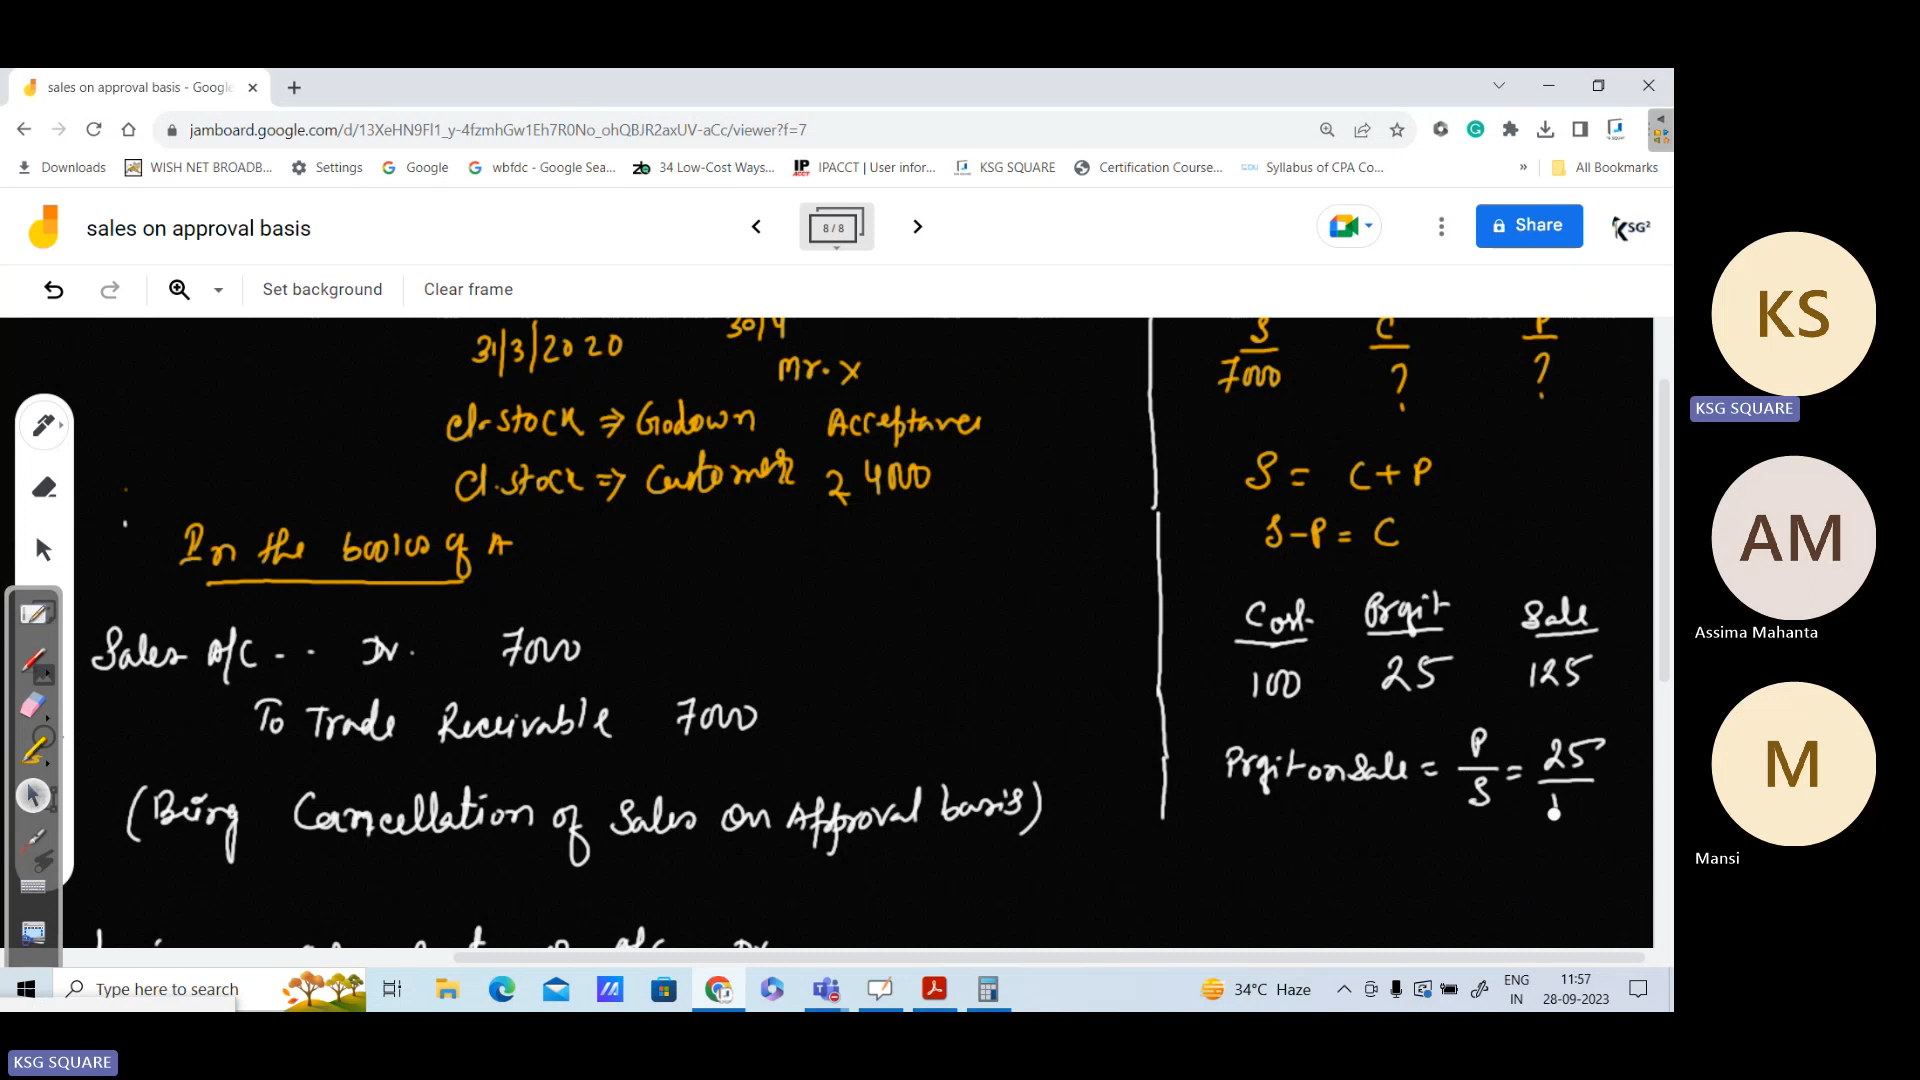 sales on approval basis - Google
jamboard.google.com/d/13XeHN9Fl1_y-4fzmhGw1Eh7R0No_ohQBJR2axUV-aCc/viewer?f=7
Downloads WISH NET BROADB... Settings Google wbfdc - Google Sea... 34 Low-Cost Ways... IPACCT | User infor... KSG SQUARE Certification Course... Syllabus of CPA Co... » All Bookmarks
sales on approval basis
8 / 8
Share
KSG²
Set background Clear frame
31/3/2020 30/4
Mr. X
Cl. Stock ⇒ Godown Acceptance
Cl. Stock ⇒ Customer 2400
In the books of A
Sales A/C - - Dr. 7000
To Trade Receivable 7000
(Being Cancellation of Sales On Approval basis)
S C P
7000 ? ?
S = C + P
S - P = C
Cost Profit Sale
100 25 125
Profit on Sale = P/S = 25/1
KS
KSG SQUARE
AM
Assima Mahanta
M
Mansi
Type here to search
34°C Haze
ENG
IN
11:57
28-09-2023
KSG SQUARE